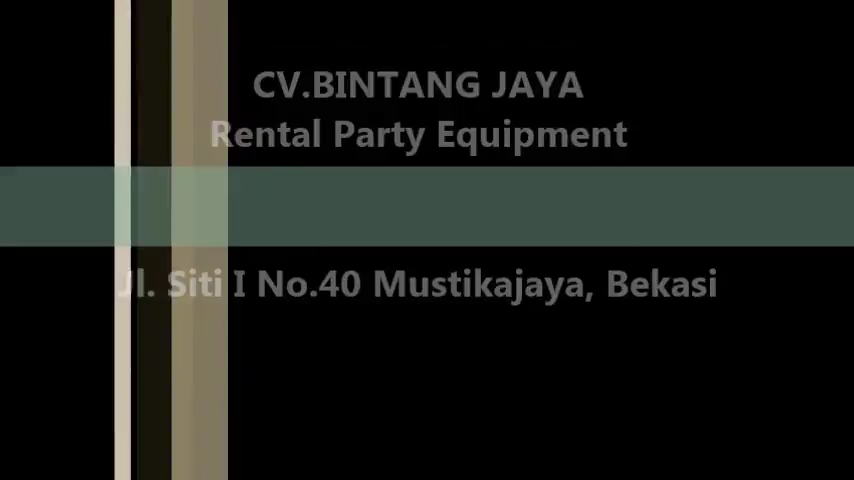 CV.BINTANG JAYA
Rental Party Equipment
Jl. Siti I No.40 Mustikajaya, Bekasi